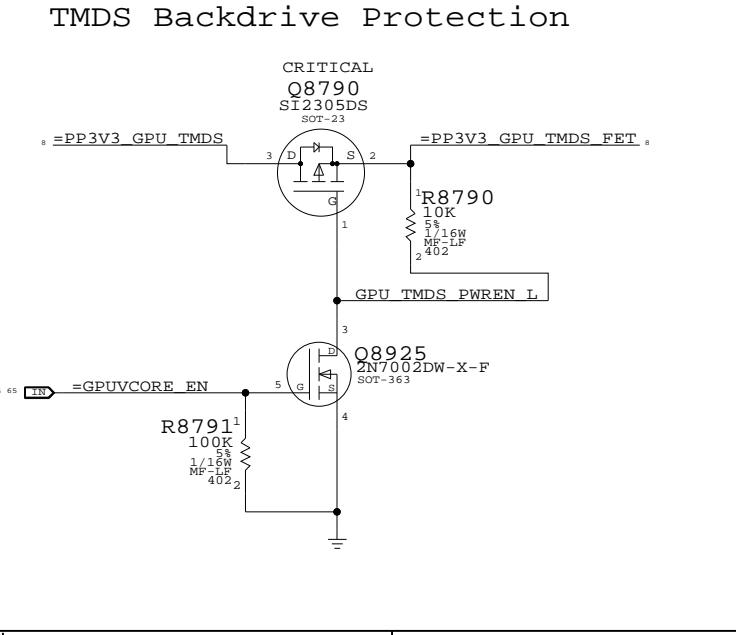 TMDS Backdrive Protection
CRITICAL
Q8790
SI2305DS
SOT-23
8 =PP3V3_GPU_TMDS
=PP3V3_GPU_TMDS_FET 8
3 D S 2
G
1
1 R8790
10K
5%
1/16W
MF-LF
402
2
GPU_TMDS_PWREN_L
3
D
Q8925
2N7002DW-X-F
SOT-363
65 IN =GPUVCORE_EN
5 G S
4
R8791 1
100K
5%
1/16W
MF-LF
402
2